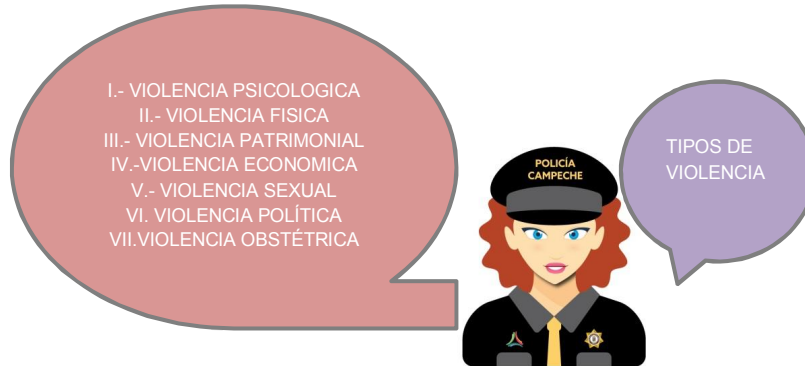 I.- VIOLENCIA PSICOLOGICA
II.- VIOLENCIA FISICA
III.- VIOLENCIA PATRIMONIAL
IV.-VIOLENCIA ECONOMICA
V.- VIOLENCIA SEXUAL
VI. VIOLENCIA POLÍTICA
VII.VIOLENCIA OBSTÉTRICA
POLICÍA
CAMPECHE
TIPOS DE
VIOLENCIA